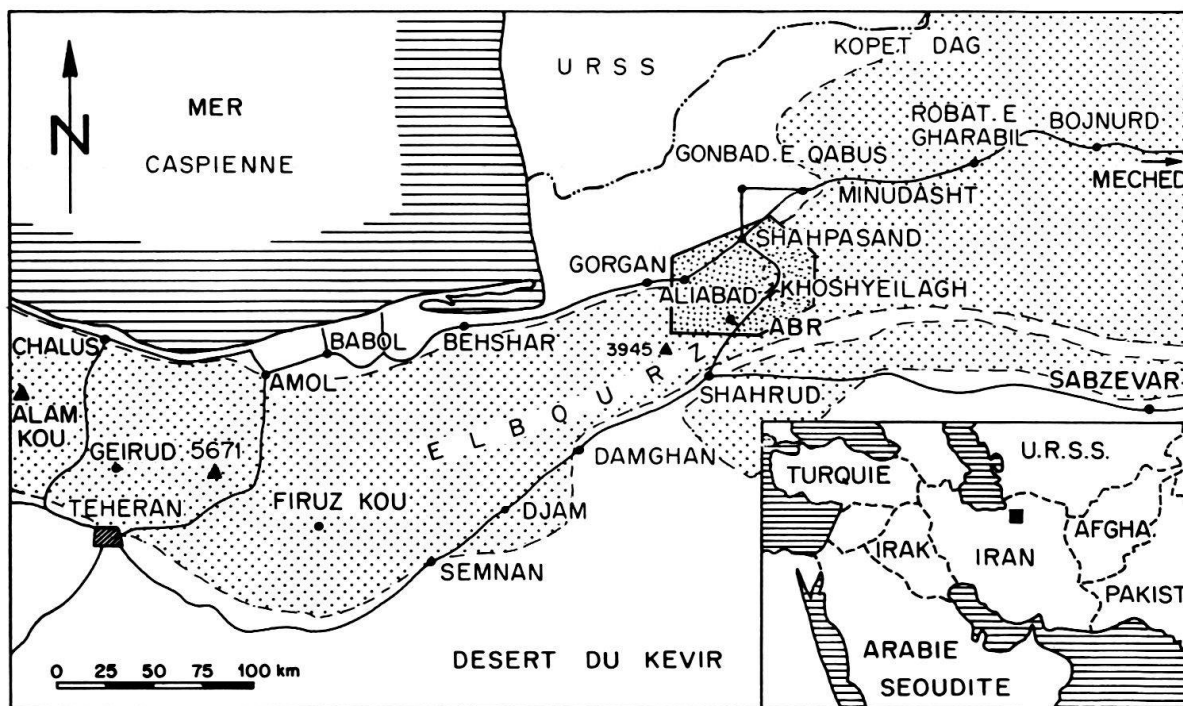 KOPET DAG
URSS
N
MER
CASPIENNE
ROBAT. E
GHARABIL
BOJNURD
GONBAD. E QABUS
MECHED
MINUDASHT
SHAHPASAND
GORGAN
ALIABAD
KHOSHYEILAGH
ABR
CHALUS
BABOL
BEHSHAR
3945
AMOL
SHAHRUD
SABZEVAR
ALAM
KOU
ELBOURZ
GEIRUD
5671
DAMGHAN
TEHERAN
FIRUZ KOU
DJAM
SEMNAN
DESERT DU KEVIR
0 25 50 75 100 km
U.R.S.S.
TURQUIE
AFGHA.
IRAK
IRAN
PAKIST
ARABIE
SEOUDITE